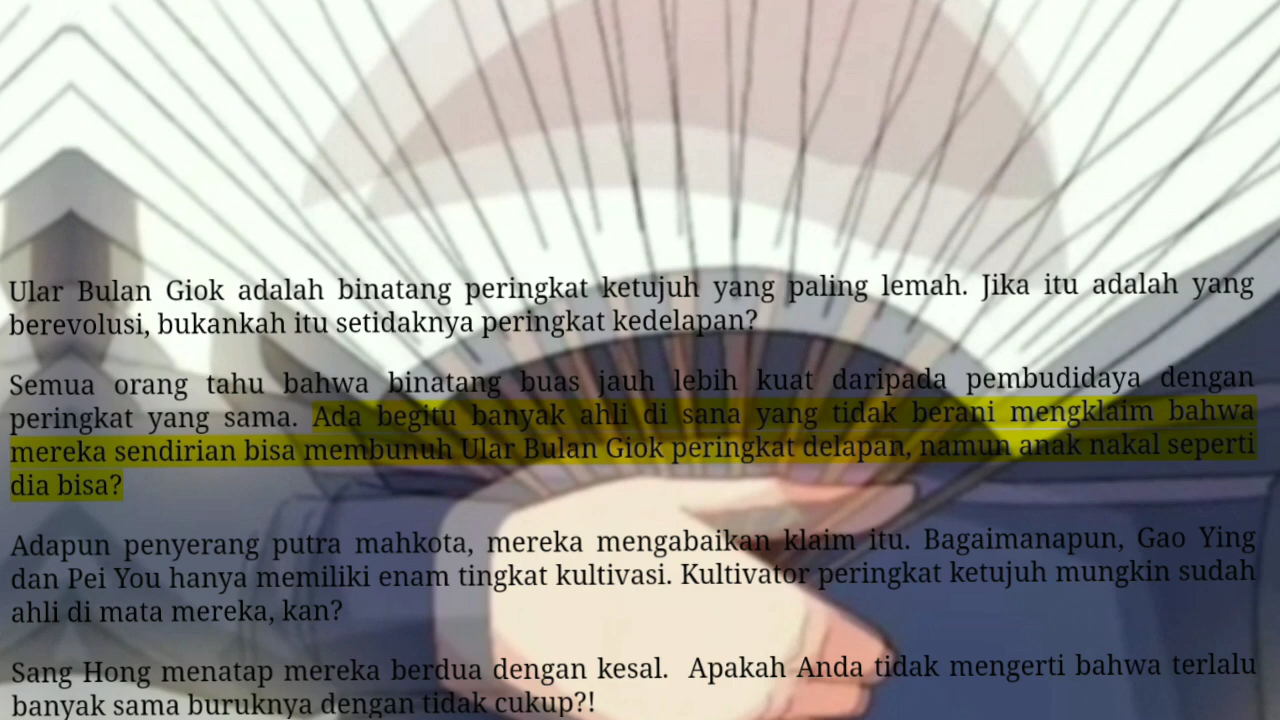 Ular Bulan Giok adalah binatang peringkat ketujuh yang paling lemah. Jika itu adalah yang
berevolusi, bukankah itu setidaknya peringkat kedelapan?
Semua orang tahu bahwa binatang buas jauh lebih kuat daripada pembudidaya dengan
peringkat yang sama. Ada begitu banyak ahli di sana yang tidak berani mengklaim bahwa
mereka sendirian bisa membunuh Ular Bulan Giok peringkat delapan, namun anak nakal seperti
dia bisa?
Adapun penyerang putra mahkota, mereka mengabaikan klaim itu. Bagaimanapun, Gao Ying
dan Pei You hanya memiliki enam tingkat kultivasi. Kultivator peringkat ketujuh mungkin sudah
ahli di mata mereka, kan?
Sang Hong menatap mereka berdua dengan kesal. Apakah Anda tidak mengerti bahwa terlalu
banyak sama buruknya dengan tidak cukup?!